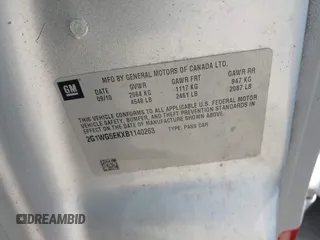 MFD BY GENERAL MOTORS OF CANADA LTD.
GM
DATE GVWR GAWR FRT GAWR RR
09/10 2064 KG 1117 KG 947 KG
4548 LB 2461 LB 2087 LB
THIS VEHICLE CONFORMS TO ALL APPLICABLE U.S. FEDERAL MOTOR
VEHICLE SAFETY, BUMPER, AND THEFT PREVENTION STANDARDS
IN EFFECT ON THE DATE OF MANUFACTURE SHOWN ABOVE.
2G1WG5EKXB1140263 TYPE: PASS CAR
DREAMBID